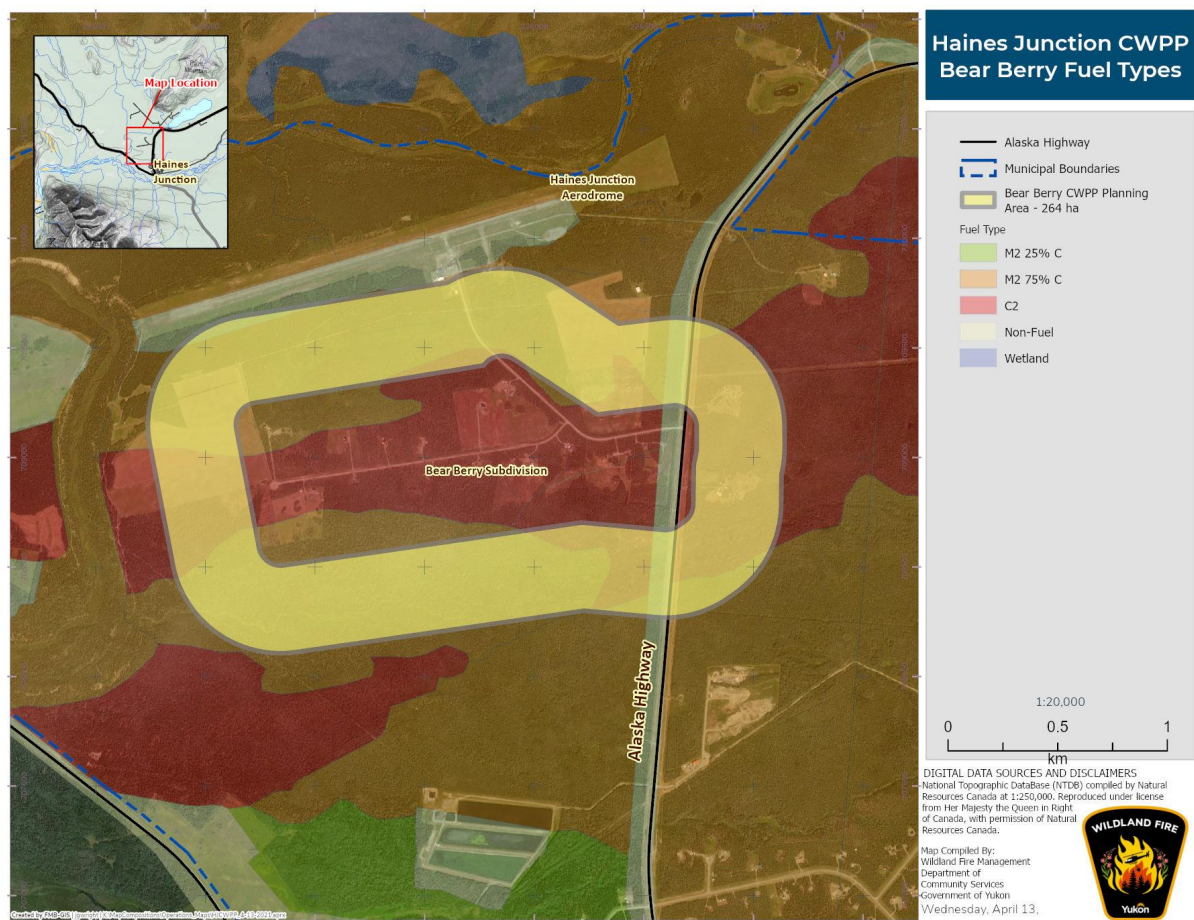 Haines Junction CWPP
Bear Berry Fuel Types
Map Location
Haines
Junction
Haines Junction
Aerodrome
Bear Berry Subdivision
Alaska Highway
N
Alaska Highway
Municipal Boundaries
Bear Berry CWPP Planning
Area - 264 ha
Fuel Type
M2 25% C
M2 75% C
C2
Non-Fuel
Wetland
1:20,000
0 0.5 1
km
DIGITAL DATA SOURCES AND DISCLAIMERS
National Topographic DataBase (NTDB) compiled by Natural
Resources Canada at 1:250,000. Reproduced under license
from Her Majesty the Queen in Right
of Canada, with permission of Natural
Resources Canada.
Map Compiled By:
Wildland Fire Management
Department of
Community Services
Government of Yukon
Wednesday, April 13,
WILDLAND FIRE
Yukon
Created by FMB-GIS